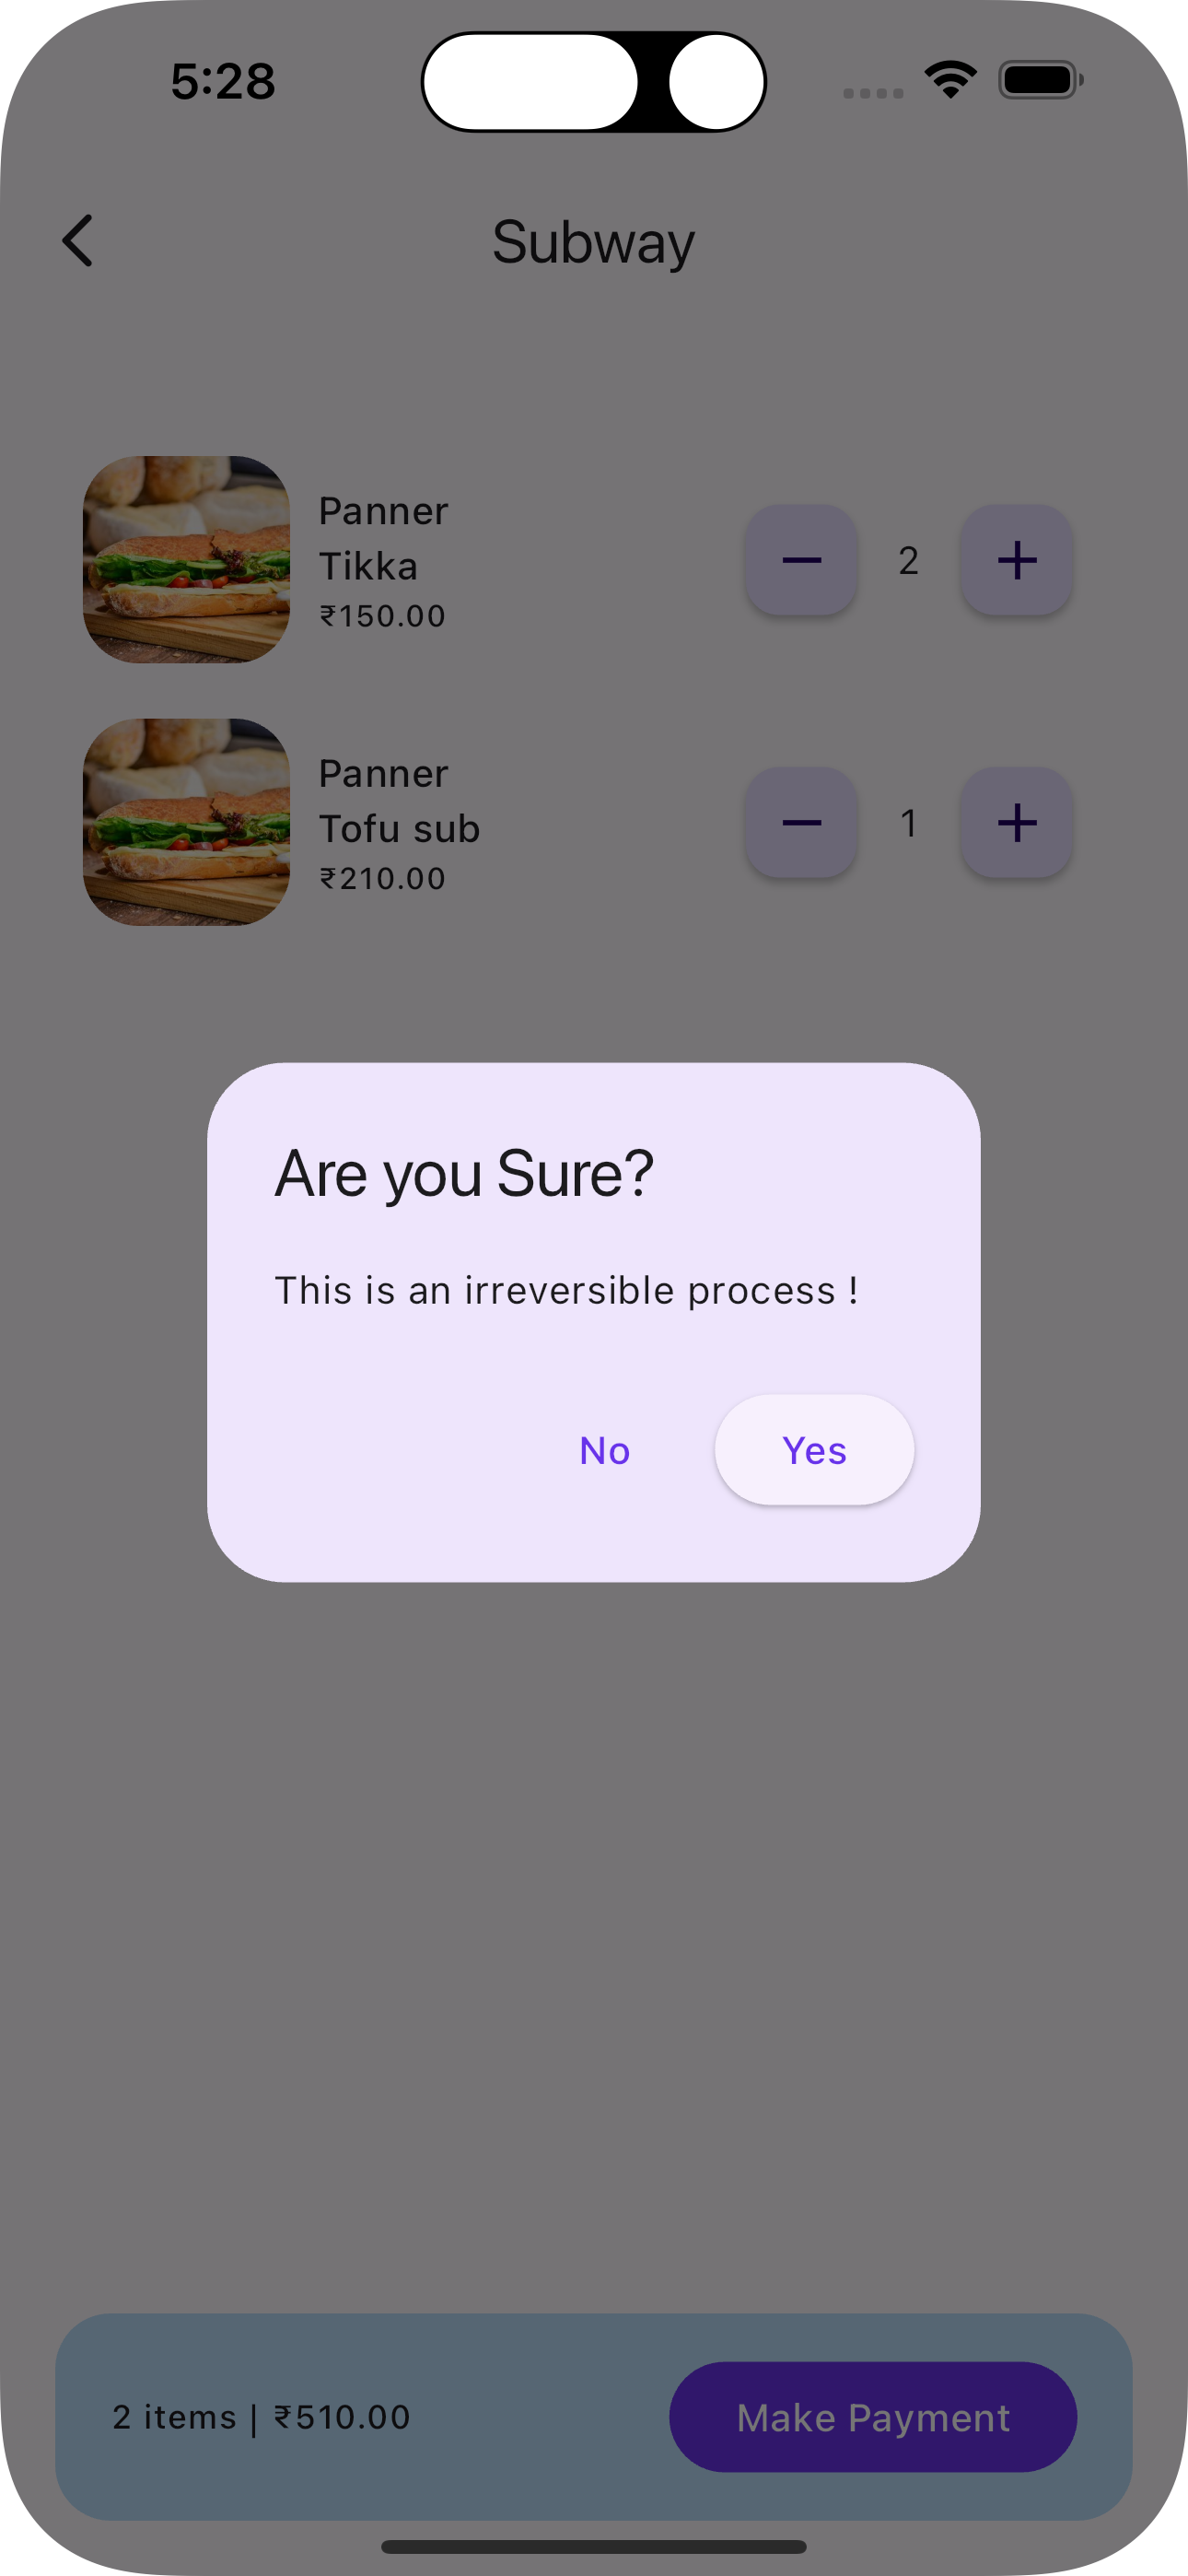 5:28
Subway
Panner
Tikka
₹150.00
2
Panner
Tofu sub
₹210.00
1
Are you Sure?
This is an irreversible process !
No
Yes
2 items | ₹510.00
Make Payment